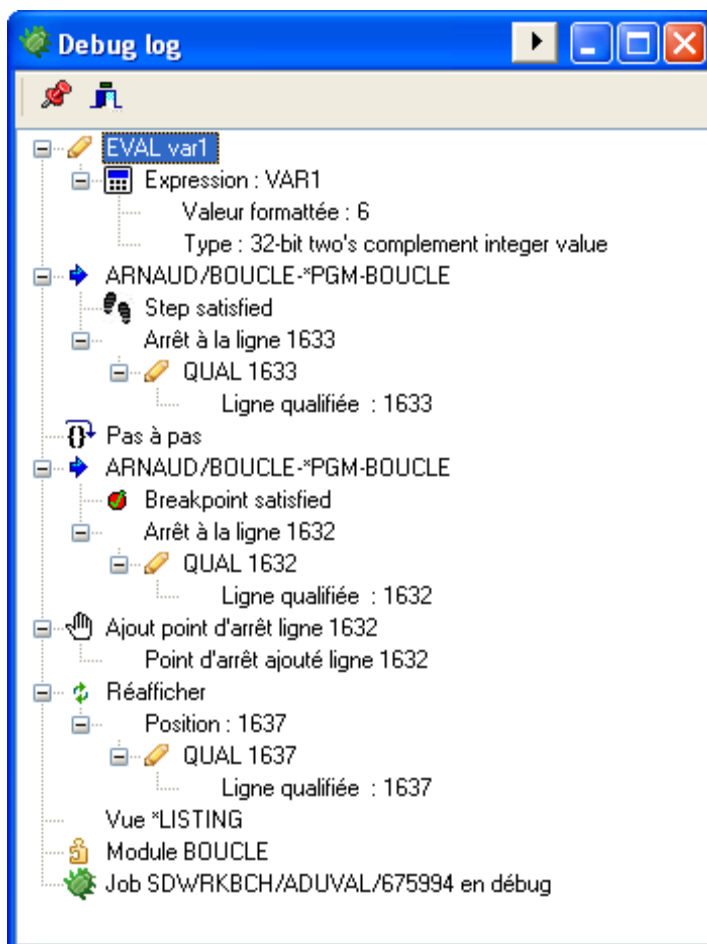 Debug log
EVAL var1
Expression : VAR1
Valeur formattée : 6
Type : 32-bit two's complement integer value
ARNAUD/BOUCLE-*PGM-BOUCLE
Step satisfied
Arrêt à la ligne 1633
QUAL 1633
Ligne qualifiée : 1633
Pas à pas
ARNAUD/BOUCLE-*PGM-BOUCLE
Breakpoint satisfied
Arrêt à la ligne 1632
QUAL 1632
Ligne qualifiée : 1632
Ajout point d'arrêt ligne 1632
Point d'arrêt ajouté ligne 1632
Réafficher
Position : 1637
QUAL 1637
Ligne qualifiée : 1637
Vue *LISTING
Module BOUCLE
Job SDWRKBCH/ADUVAL/675994 en débug